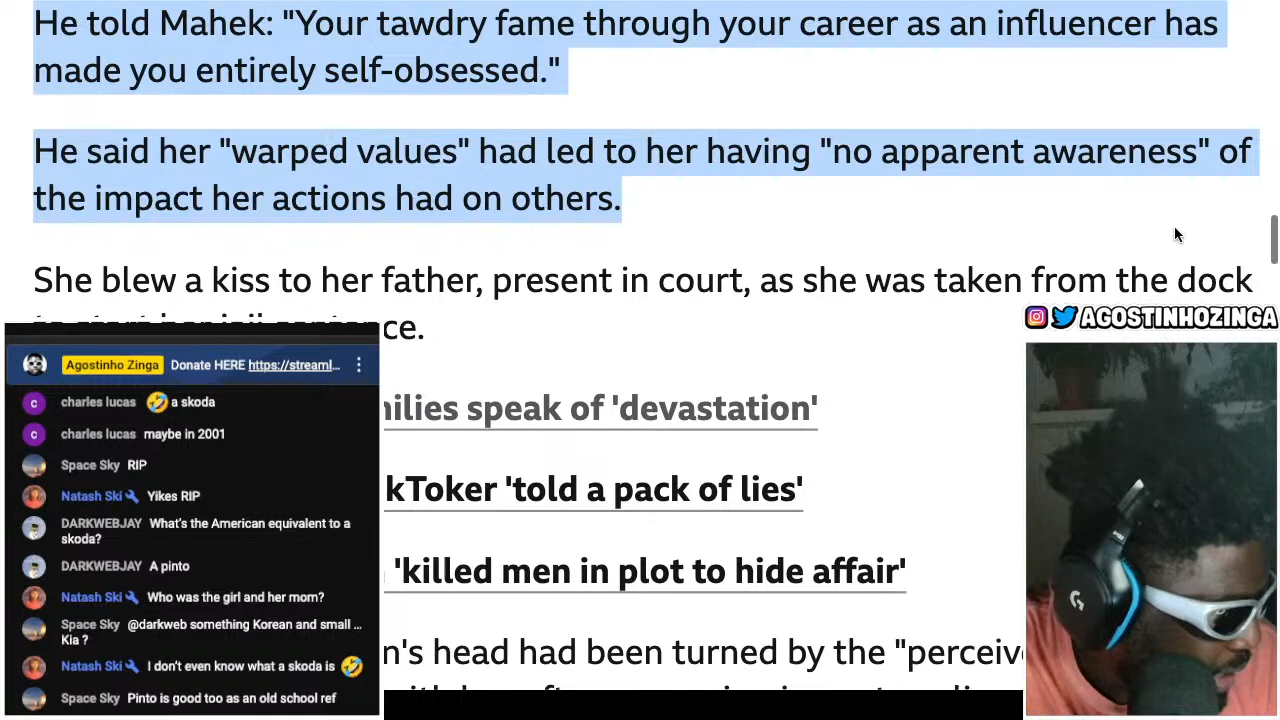 He told Mahek: "Your tawdry fame through your career as an influencer has
made you entirely self-obsessed."
He said her "warped values" had led to her having "no apparent awareness" of
the impact her actions had on others.
She blew a kiss to her father, present in court, as she was taken from the dock
ce.
AGOSTINHOZINGA
Agostinho Zinga Donate HERE https://streaml...
charles lucas 🤣 a skoda
charles lucas maybe in 2001
Space Sky RIP
Natash Ski Yikes RIP
DARKWEBJAY What's the American equivalent to a
skoda?
DARKWEBJAY A pinto
Natash Ski Who was the girl and her mom?
Space Sky @darkweb something Korean and small ...
Kia ?
Natash Ski I don't even know what a skoda is 🤣
Space Sky Pinto is good too as an old school ref
ilies speak of 'devastation'
kToker 'told a pack of lies'
'killed men in plot to hide affair'
n's head had been turned by the "perceiv